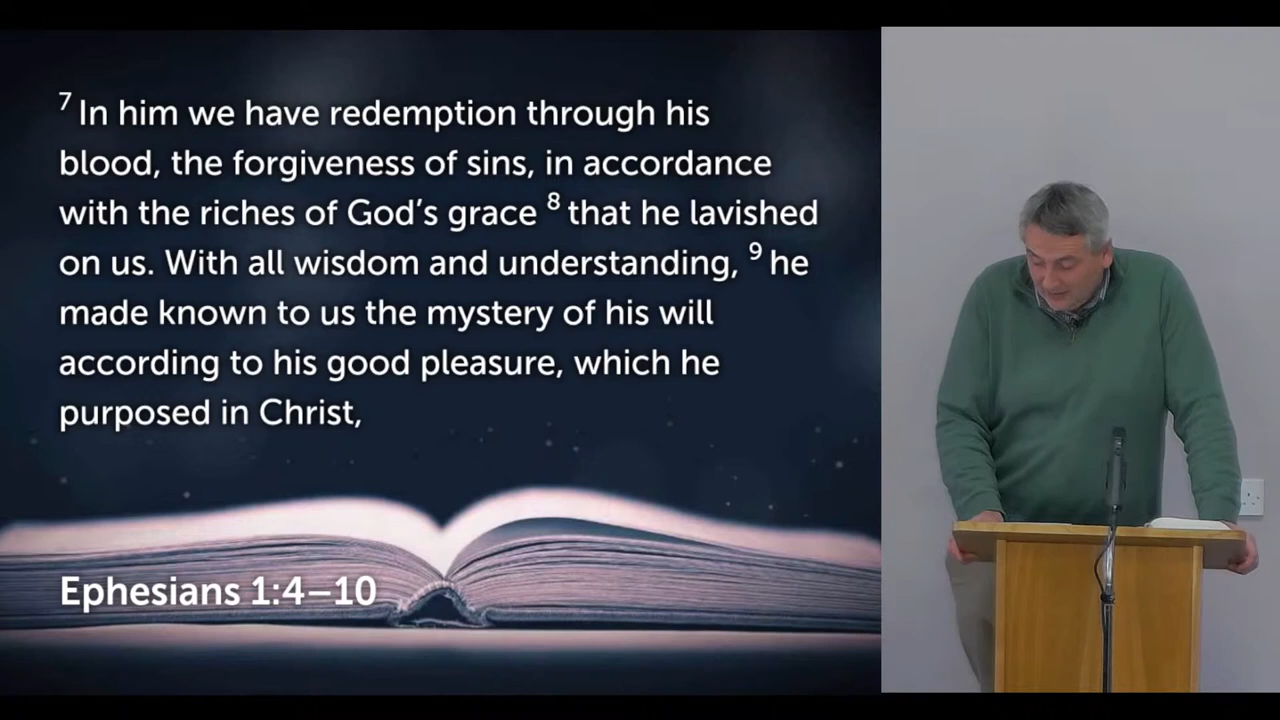 7 In him we have redemption through his
blood, the forgiveness of sins, in accordance
with the riches of God’s grace 8 that he lavished
on us. With all wisdom and understanding, 9 he
made known to us the mystery of his will
according to his good pleasure, which he
purposed in Christ,
Ephesians 1:4–10